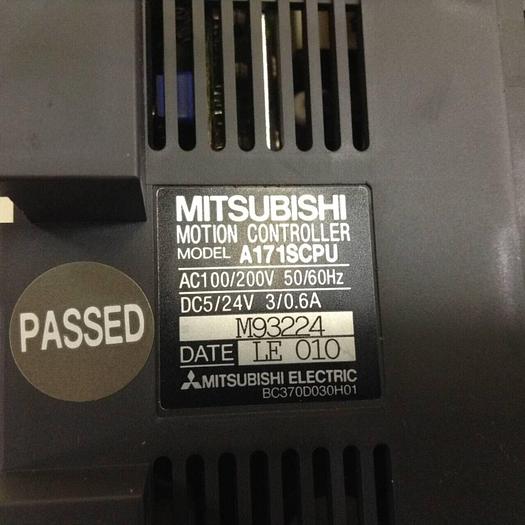 MITSUBISHI
MOTION CONTROLLER
MODEL A171SCPU
AC100/200V 50/60Hz
DC5/24V 3/0.6A
M93224
DATE LE 010
MITSUBISHI ELECTRIC
BC370D030H01
PASSED